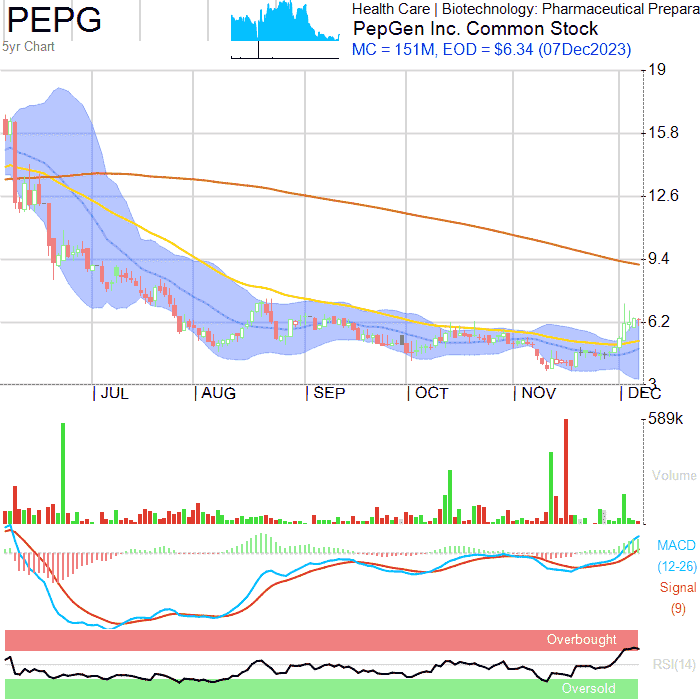 PEPG
5yr Chart
Health Care | Biotechnology: Pharmaceutical Prepara
PepGen Inc. Common Stock
MC = 151M, EOD = $6.34 (07Dec2023)
19
15.8
12.6
9.4
6.2
3
JUL
AUG
SEP
OCT
NOV
DEC
589k
Volume
MACD
(12-26)
Signal
(9)
Overbought
RSI(14)
Oversold